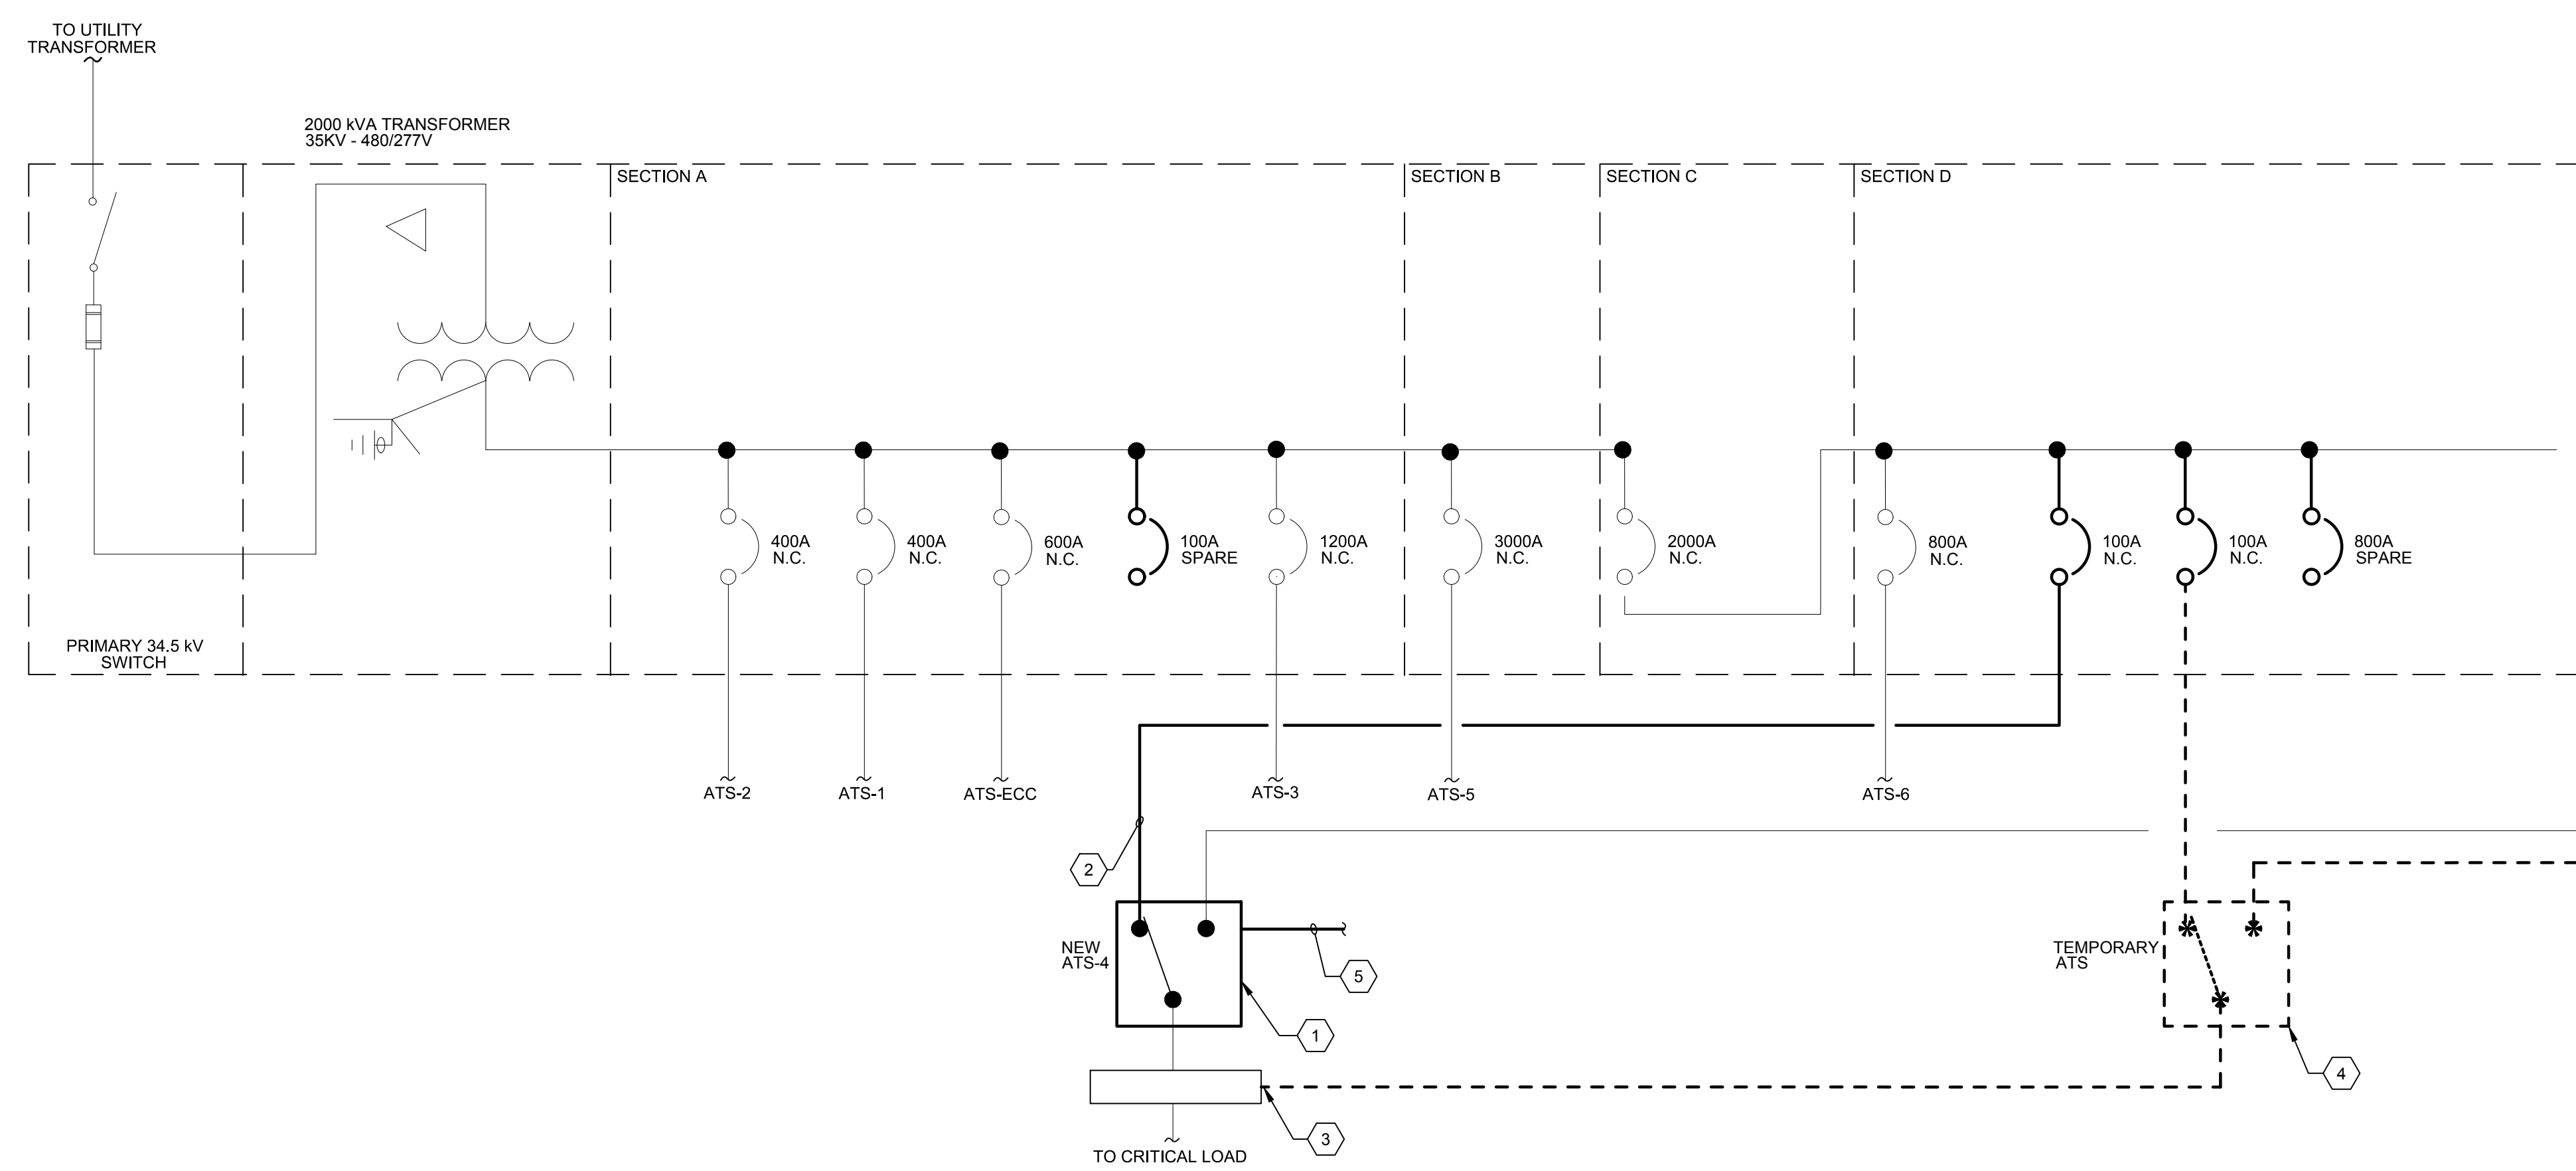 TO UTILITY
TRANSFORMER
2000 kVA TRANSFORMER
35KV - 480/277V
SECTION A
SECTION B
SECTION C
SECTION D
400A
N.C.
400A
N.C.
600A
N.C.
100A
SPARE
1200A
N.C.
3000A
N.C.
2000A
N.C.
800A
N.C.
100A
N.C.
100A
N.C.
800A
SPARE
PRIMARY 34.5 kV
SWITCH
ATS-2
ATS-1
ATS-ECC
ATS-3
ATS-5
ATS-6
2
NEW
ATS-4
5
1
TEMPORARY
ATS
4
3
TO CRITICAL LOAD